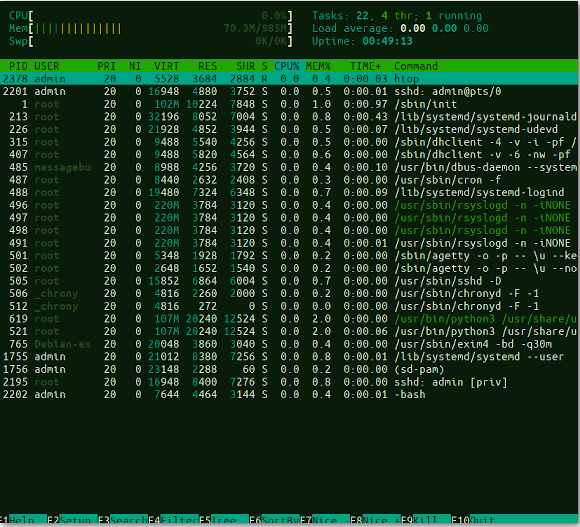 CPU[ 0.0%] Tasks: 22, 4 thr; 1 running
Mem[|||||||||||||||||| 70.3M/985M] Load average: 0.00 0.00 0.00
Swp[ 0K/0K] Uptime: 00:49:13
PID USER PRI NI VIRT RES SHR S CPU% MEM% TIME+ Command
2378 admin 20 0 5528 3684 2884 R 0.0 0.4 0:00.03 htop
2201 admin 20 0 16948 4880 3752 S 0.0 0.5 0:00.01 sshd: admin@pts/0
1 root 20 0 102M 10224 7848 S 0.0 1.0 0:00.97 /sbin/init
213 root 20 0 32196 8052 7004 S 0.0 0.8 0:00.43 /lib/systemd/systemd-journald
226 root 20 0 21928 4852 3944 S 0.0 0.5 0:00.07 /lib/systemd/systemd-udevd
315 root 20 0 9488 5540 4256 S 0.0 0.5 0:00.00 /sbin/dhclient -4 -v -i -pf /
407 root 20 0 9488 5820 4564 S 0.0 0.6 0:00.00 /sbin/dhclient -v -6 -nw -pf
485 messagebu 20 0 8988 4256 3720 S 0.0 0.4 0:00.10 /usr/bin/dbus-daemon --system
487 root 20 0 8440 2632 2408 S 0.0 0.3 0:00.00 /usr/sbin/cron -f
488 root 20 0 19480 7324 6348 S 0.0 0.7 0:00.09 /lib/systemd/systemd-logind
496 root 20 0 220M 3784 3120 S 0.0 0.4 0:00.00 /usr/sbin/rsyslogd -n -iNONE
497 root 20 0 220M 3784 3120 S 0.0 0.4 0:00.00 /usr/sbin/rsyslogd -n -iNONE
498 root 20 0 220M 3784 3120 S 0.0 0.4 0:00.00 /usr/sbin/rsyslogd -n -iNONE
491 root 20 0 220M 3784 3120 S 0.0 0.4 0:00.01 /usr/sbin/rsyslogd -n -iNONE
501 root 20 0 5348 1928 1792 S 0.0 0.2 0:00.00 /sbin/agetty -o -p -- \u --ke
502 root 20 0 2648 1652 1540 S 0.0 0.2 0:00.00 /sbin/agetty -o -p -- \u --no
505 root 20 0 15852 6864 6004 S 0.0 0.7 0:00.00 /usr/sbin/sshd -D
506 _chrony 20 0 4816 2260 2000 S 0.0 0.2 0:00.00 /usr/sbin/chronyd -F -1
512 _chrony 20 0 4816 272 0 S 0.0 0.0 0:00.00 /usr/sbin/chronyd -F -1
619 root 20 0 107M 20240 12524 S 0.0 2.0 0:00.00 /usr/bin/python3 /usr/share/u
521 root 20 0 107M 20240 12524 S 0.0 2.0 0:00.06 /usr/bin/python3 /usr/share/u
765 Debian-ex 20 0 20048 3860 3040 S 0.0 0.4 0:00.00 /usr/sbin/exim4 -bd -q30m
1755 admin 20 0 21012 8380 7256 S 0.0 0.8 0:00.01 /lib/systemd/systemd --user
1756 admin 20 0 23148 2288 60 S 0.0 0.2 0:00.00 (sd-pam)
2195 root 20 0 16948 8400 7276 S 0.0 0.8 0:00.01 sshd: admin [priv]
2202 admin 20 0 7644 4464 3144 S 0.0 0.4 0:00.01 -bash
F1Help F2Setup F3SearchF4FilterF5Tree F6SortByF7Nice -F8Nice +F9Kill F10Quit